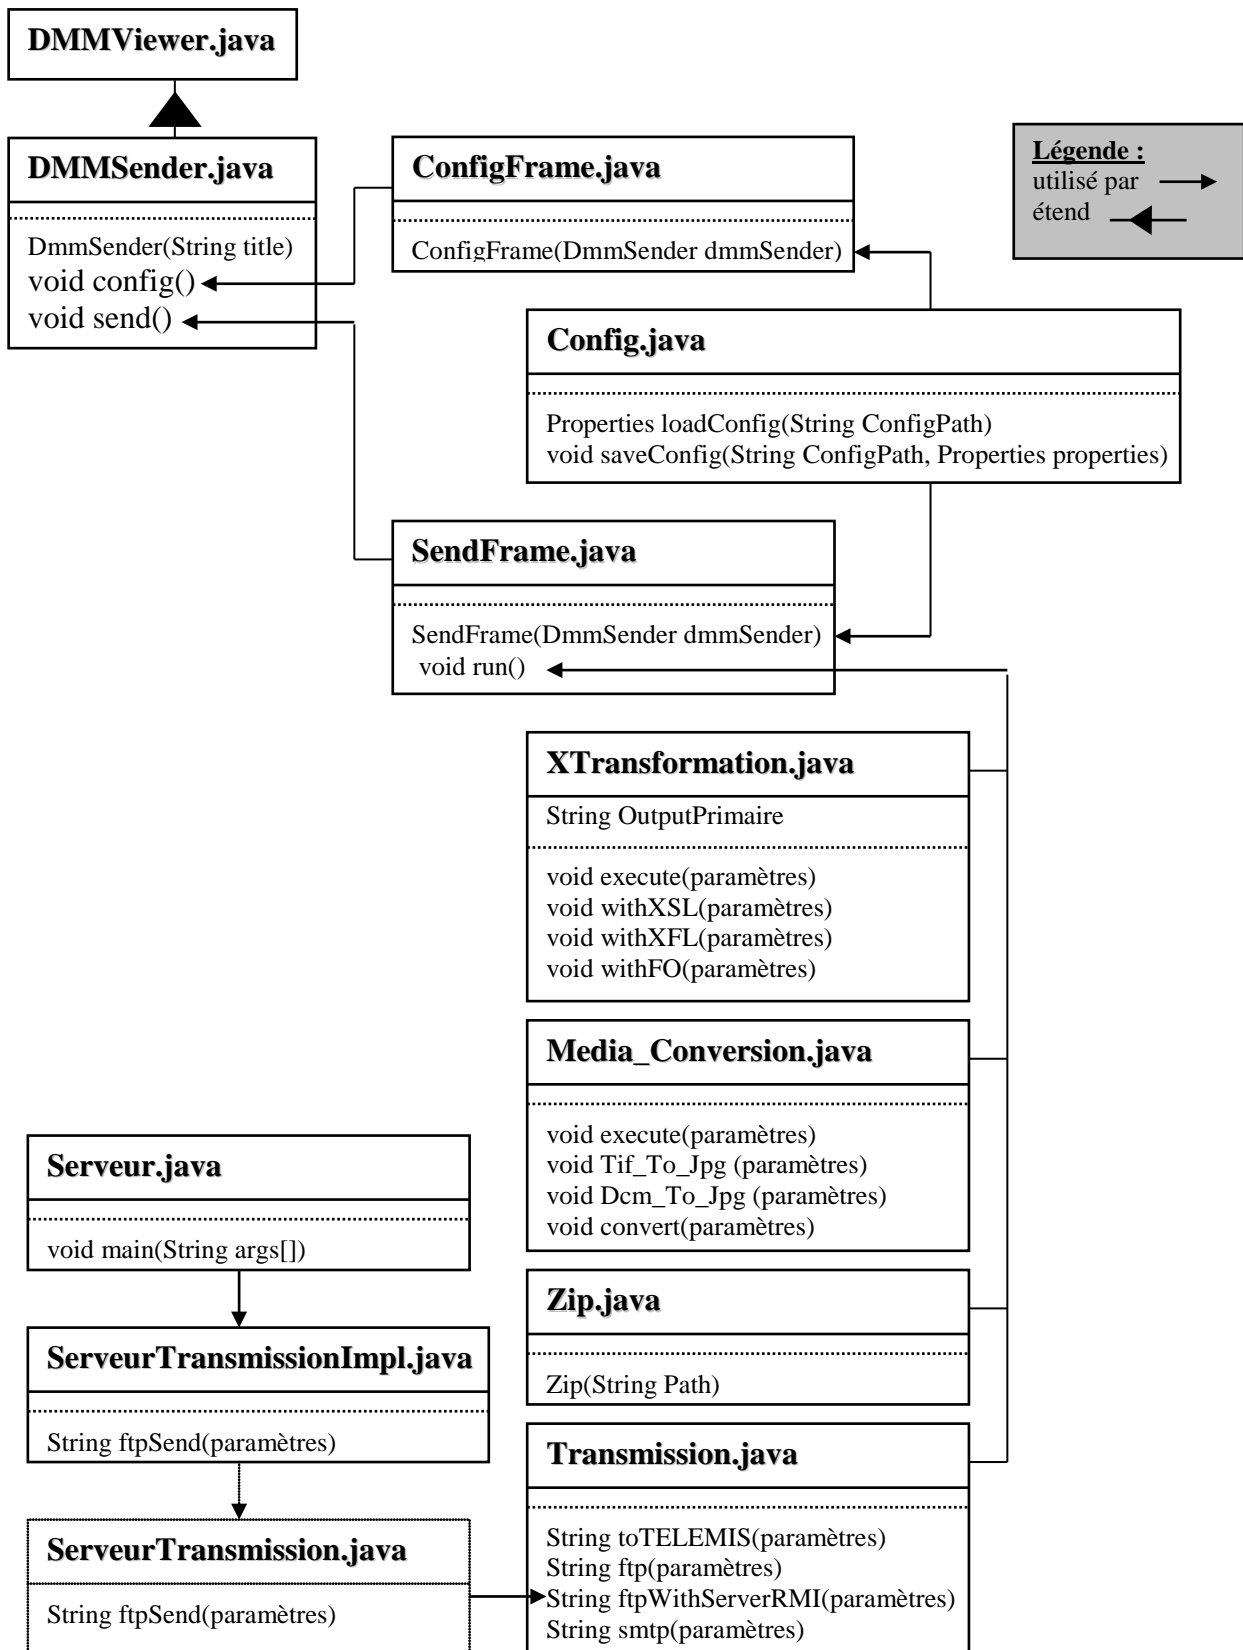 DMMViewer.java
DMMSender.java
DmmSender(String title)
void config()
void send()
ConfigFrame.java
ConfigFrame(DmmSender dmmSender)
Légende :
utilisé par
étend
Config.java
Properties loadConfig(String ConfigPath)
void saveConfig(String ConfigPath, Properties properties)
SendFrame.java
SendFrame(DmmSender dmmSender)
void run()
XTransformation.java
String OutputPrimaire
void execute(paramètres)
void withXSL(paramètres)
void withXFL(paramètres)
void withFO(paramètres)
Media_Conversion.java
void execute(paramètres)
void Tif_To_Jpg (paramètres)
void Dcm_To_Jpg (paramètres)
void convert(paramètres)
Serveur.java
void main(String args[])
Zip.java
Zip(String Path)
ServeurTransmissionImpl.java
String ftpSend(paramètres)
Transmission.java
String toTELEMIS(paramètres)
String ftp(paramètres)
String ftpWithServerRMI(paramètres)
String smtp(paramètres)
ServeurTransmission.java
String ftpSend(paramètres)